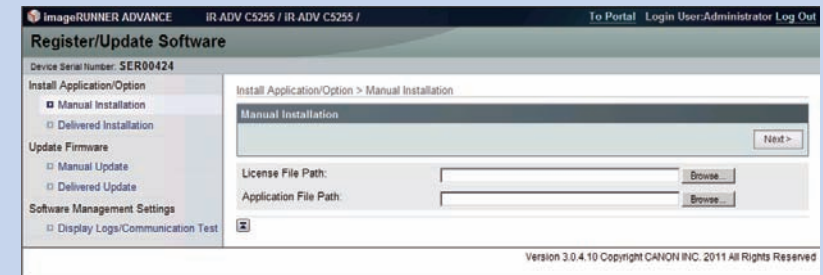 imageRUNNER ADVANCE iR-ADV C5255 / iR-ADV C5255 / To Portal Login User:Administrator Log Out
Register/Update Software
Device Serial Number: SER00424
Install Application/Option
Manual Installation
Delivered Installation
Update Firmware
Manual Update
Delivered Update
Software Management Settings
Display Logs/Communication Test
Install Application/Option > Manual Installation
Manual Installation
Next>
License File Path: Browse...
Application File Path: Browse...
Version 3.0.4.10 Copyright CANON INC. 2011 All Rights Reserved